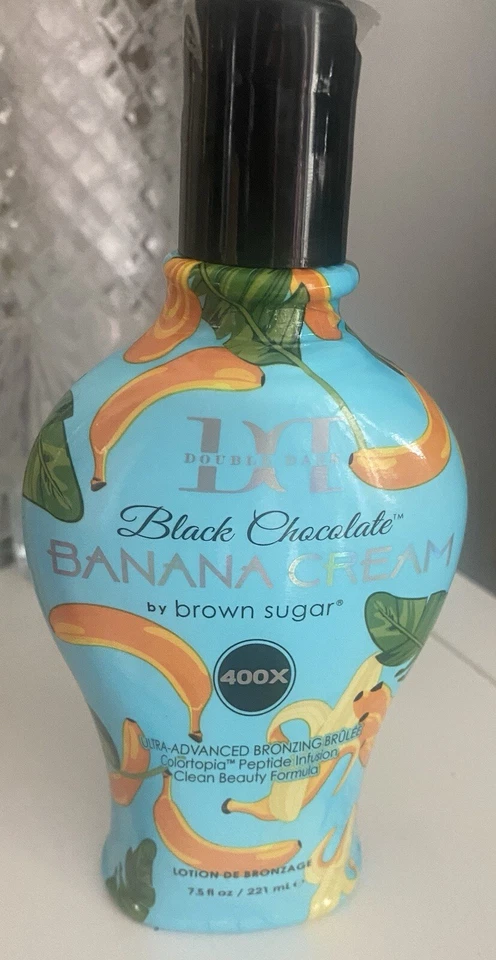 DOUBLE DARK
Black Chocolate™
BANANA CREAM
by brown sugar®
400X
ULTRA-ADVANCED BRONZING BRÛLÉE
Colortopia™ Peptide Infusion
Clean Beauty Formula
LOTION DE BRONZAGE
7.5 fl oz / 221 mL e